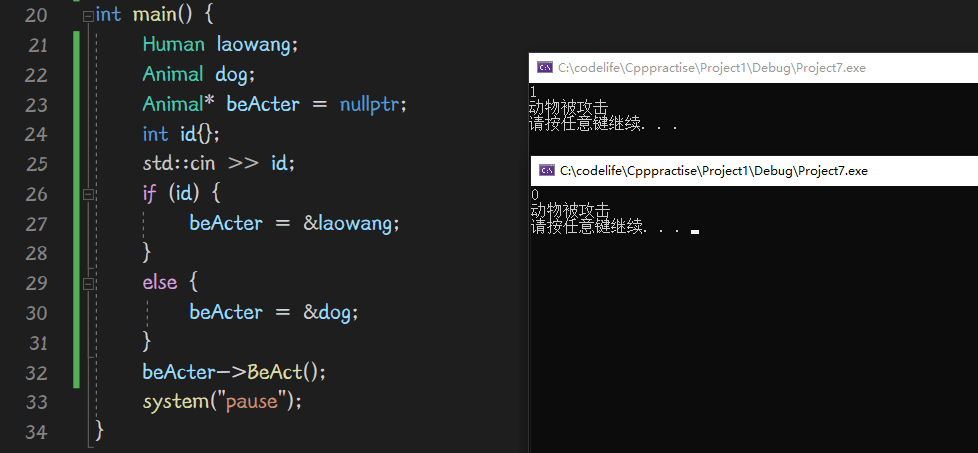 20 int main() {
21 Human laowang;
22 Animal dog;
23 Animal* beActer = nullptr;
24 int id{};
25 std::cin >> id;
26 if (id) {
27 beActer = &laowang;
28 }
29 else {
30 beActer = &dog;
31 }
32 beActer->BeAct();
33 system("pause");
34 }
C:\codelife\Cpppractise\Project1\Debug\Project7.exe
1
动物被攻击
请按任意键继续. . .
C:\codelife\Cpppractise\Project1\Debug\Project7.exe
0
动物被攻击
请按任意键继续. . .